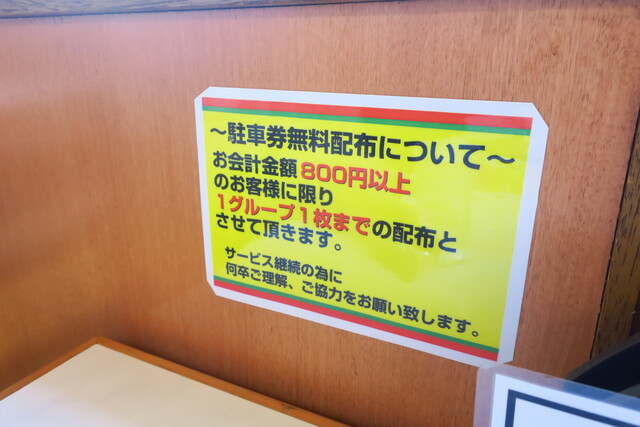 ～駐車券無料配布について～
お会計金額800円以上
のお客様に限り
1グループ1枚までの配布と
させて頂きます。
サービス継続の為に
何卒ご理解、ご協力をお願い致します。